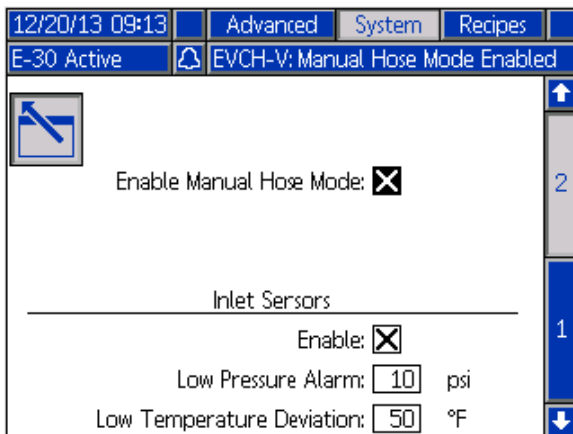 12/20/13 09:13 Advanced System Recipes
E-30 Active EVCH-V: Manual Hose Mode Enabled
Enable Manual Hose Mode:
2
Inlet Sensors
Enable:
1
Low Pressure Alarm: 10 psi
Low Temperature Deviation: 50 °F